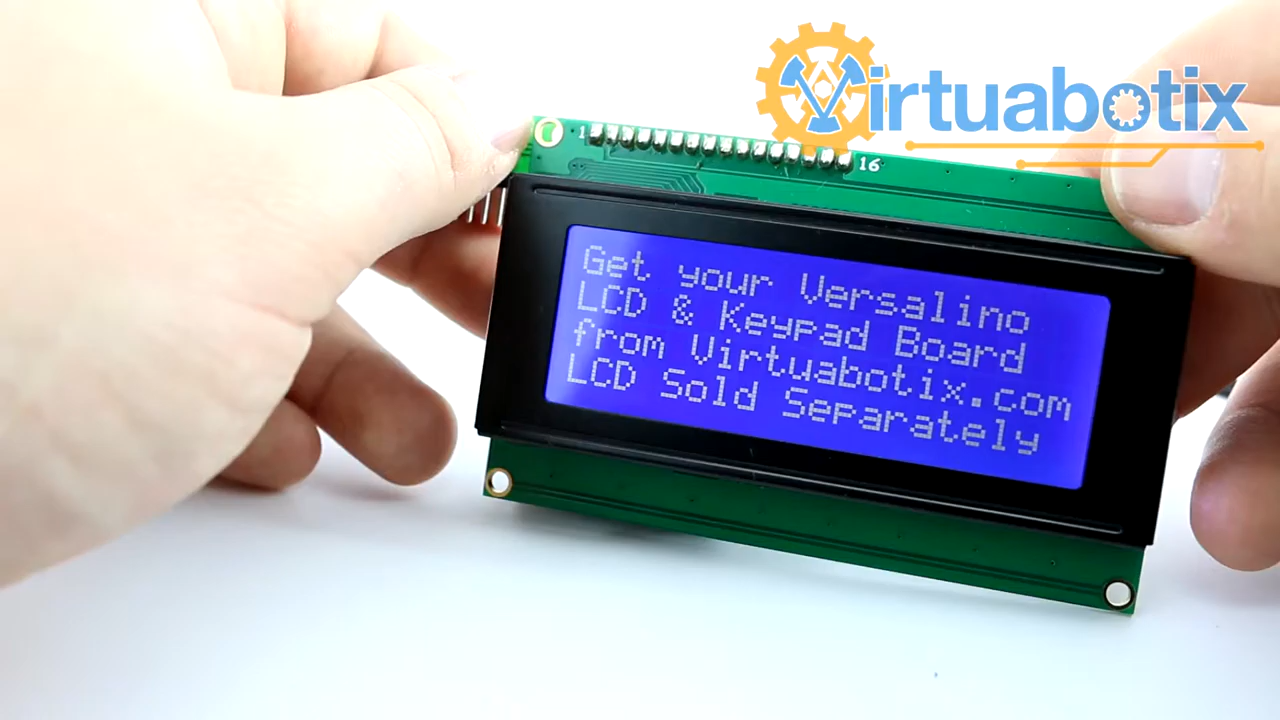 Virtuabotix
1
16
Get your Versalino
LCD & Keypad Board
from Virtuabotix.com
LCD Sold Separately